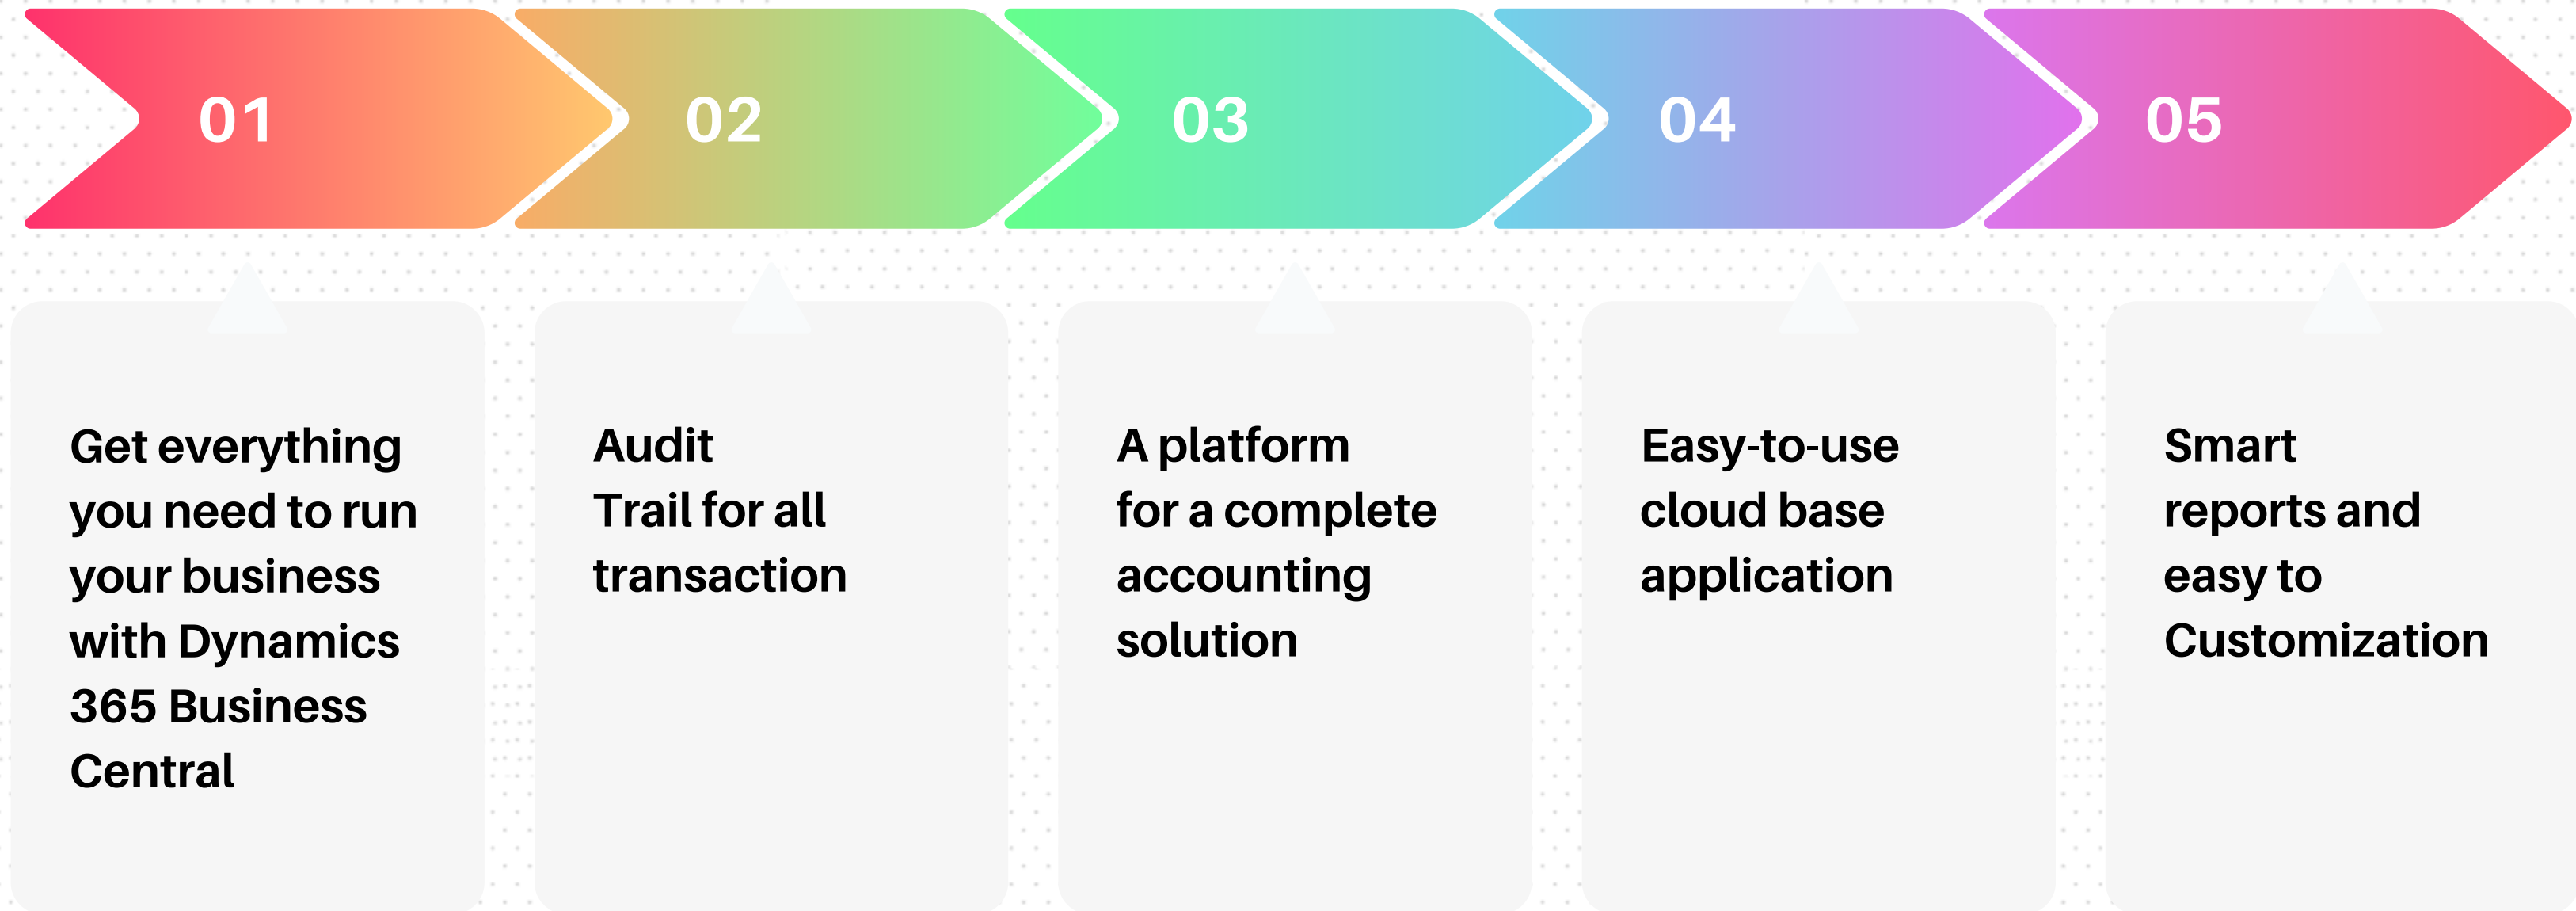 01
02
03
04
05
Get everything
you need to run
your business
with Dynamics
365 Business
Central
Audit
Trail for all
transaction
A platform
for a complete
accounting
solution
Easy-to-use
cloud base
application
Smart
reports and
easy to
Customization